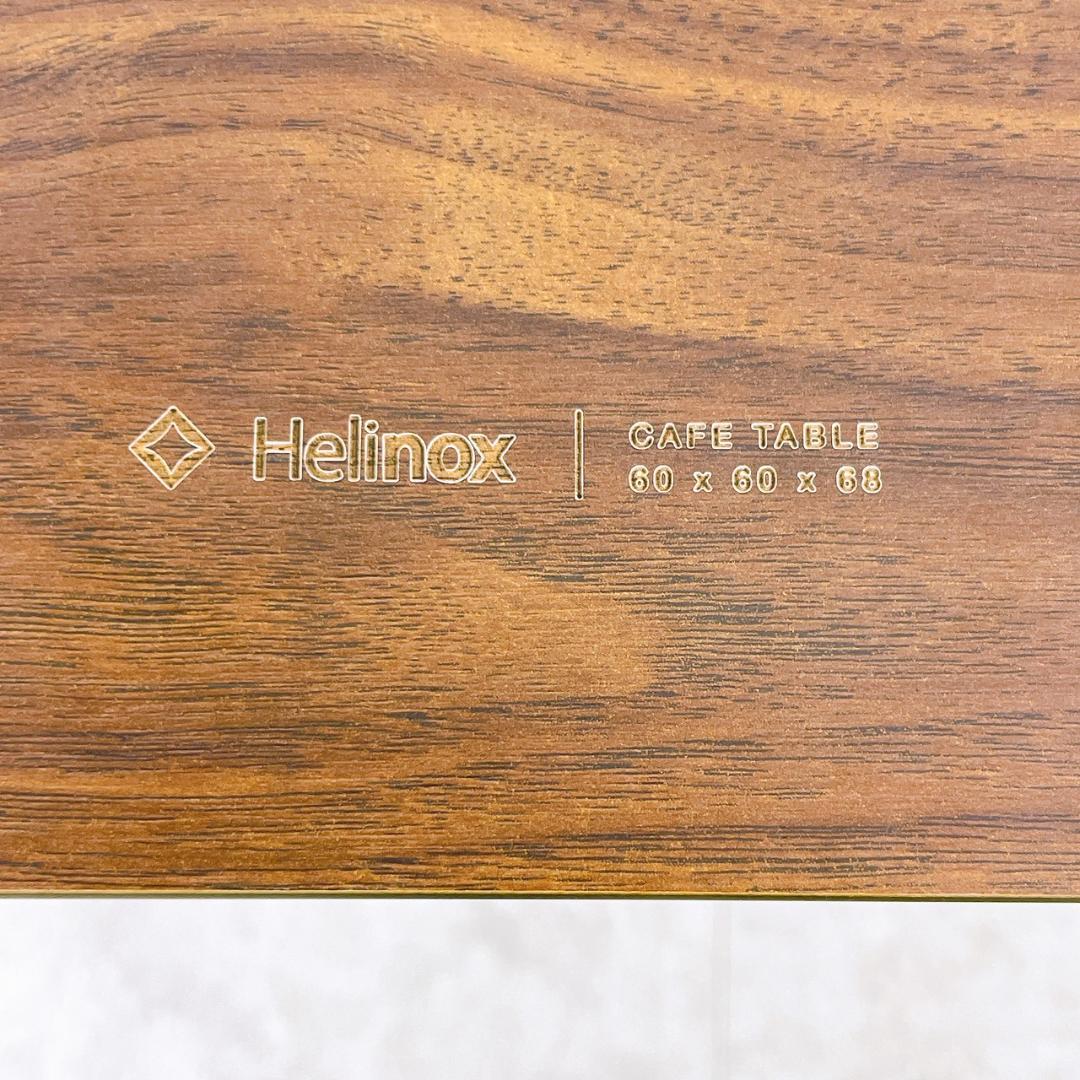 Helinox
CAFE TABLE
60 x 60 x 68